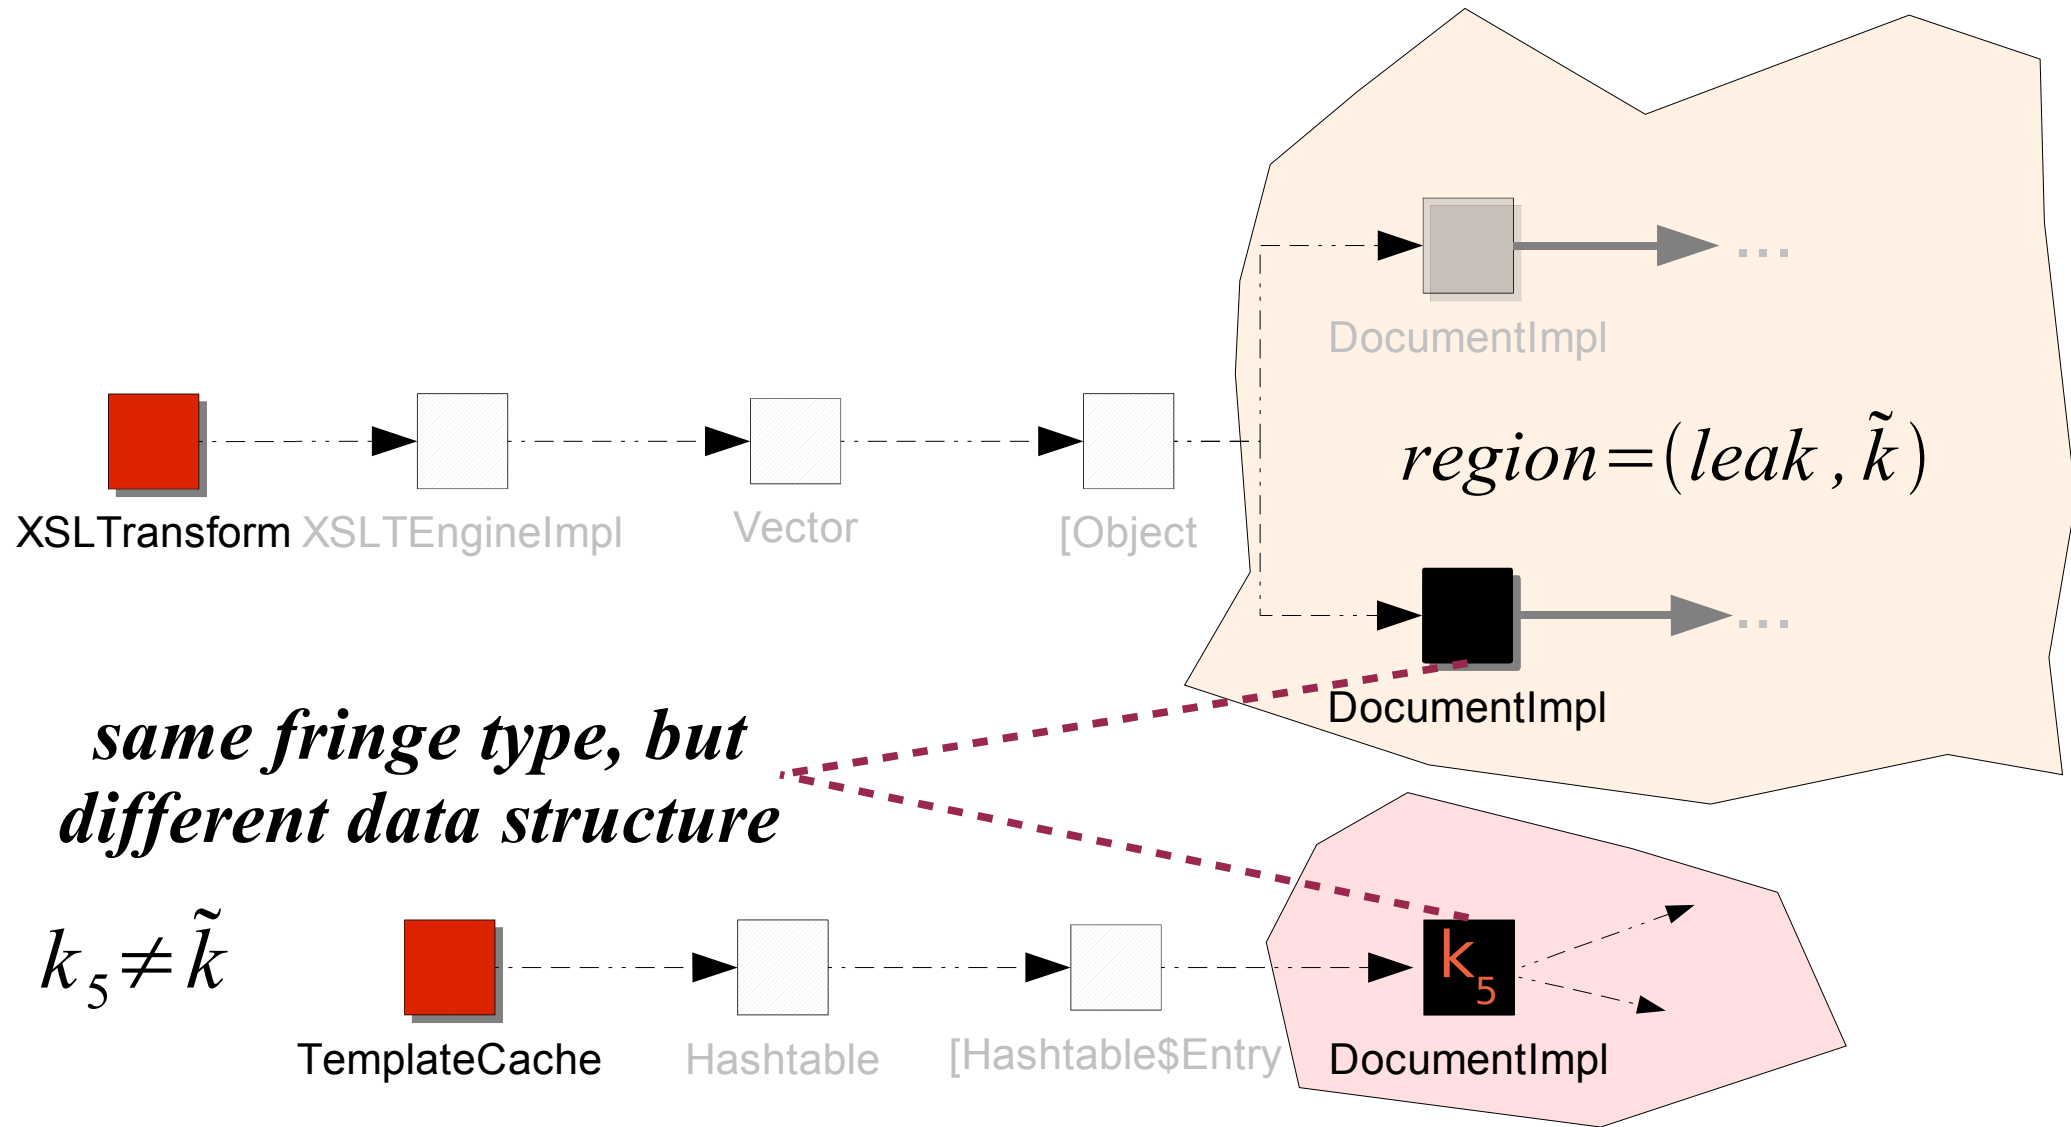 ...
DocumentImpl
region=(leak , k̃)
XSLTransform XSLTEngineImpl Vector [Object
...
DocumentImpl
same fringe type, but
different data structure
k₅≠k̃
k₅
TemplateCache Hashtable [Hashtable$Entry DocumentImpl